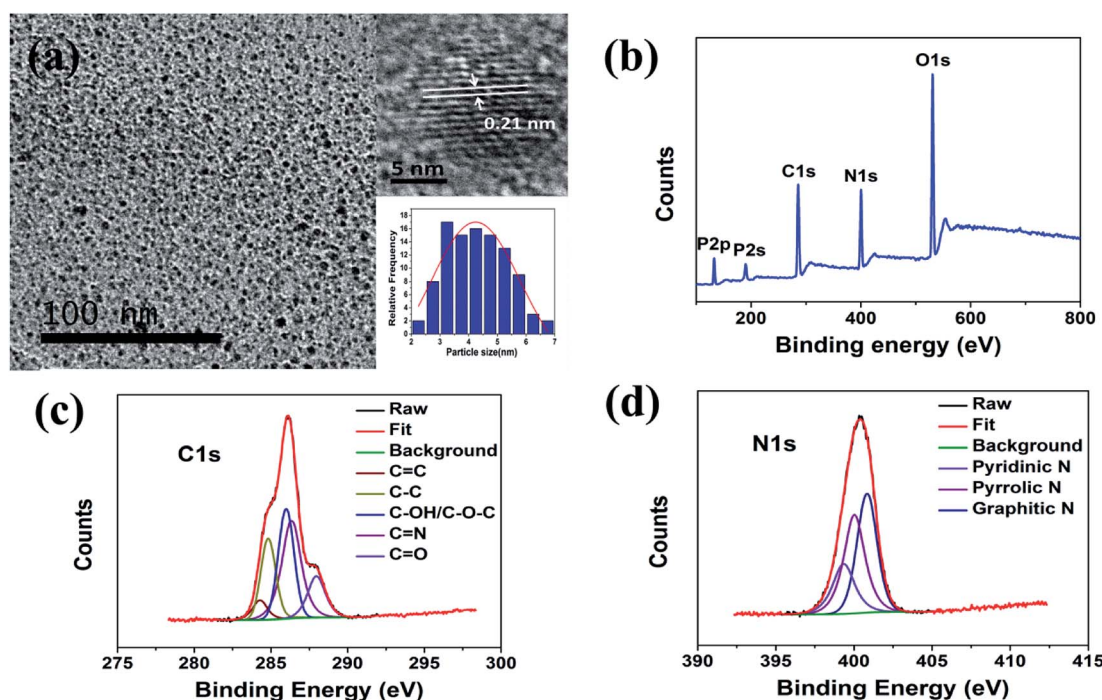 (a)
0.21 nm
5 nm
100 nm
Relative Frequency
18
16
14
12
10
8
6
4
2
0
2 3 4 5 6 7
Particle size(nm)
(b)
Counts
P2p
P2s
C1s
N1s
O1s
200 400 600 800
Binding energy (eV)
(c)
C1s
Counts
Raw
Fit
Background
C=C
C-C
C-OH/C-O-C
C=N
C=O
275 280 285 290 295 300
Binding Energy (eV)
(d)
N1s
Counts
Raw
Fit
Background
Pyridinic N
Pyrrolic N
Graphitic N
390 395 400 405 410 415
Binding Energy (eV)